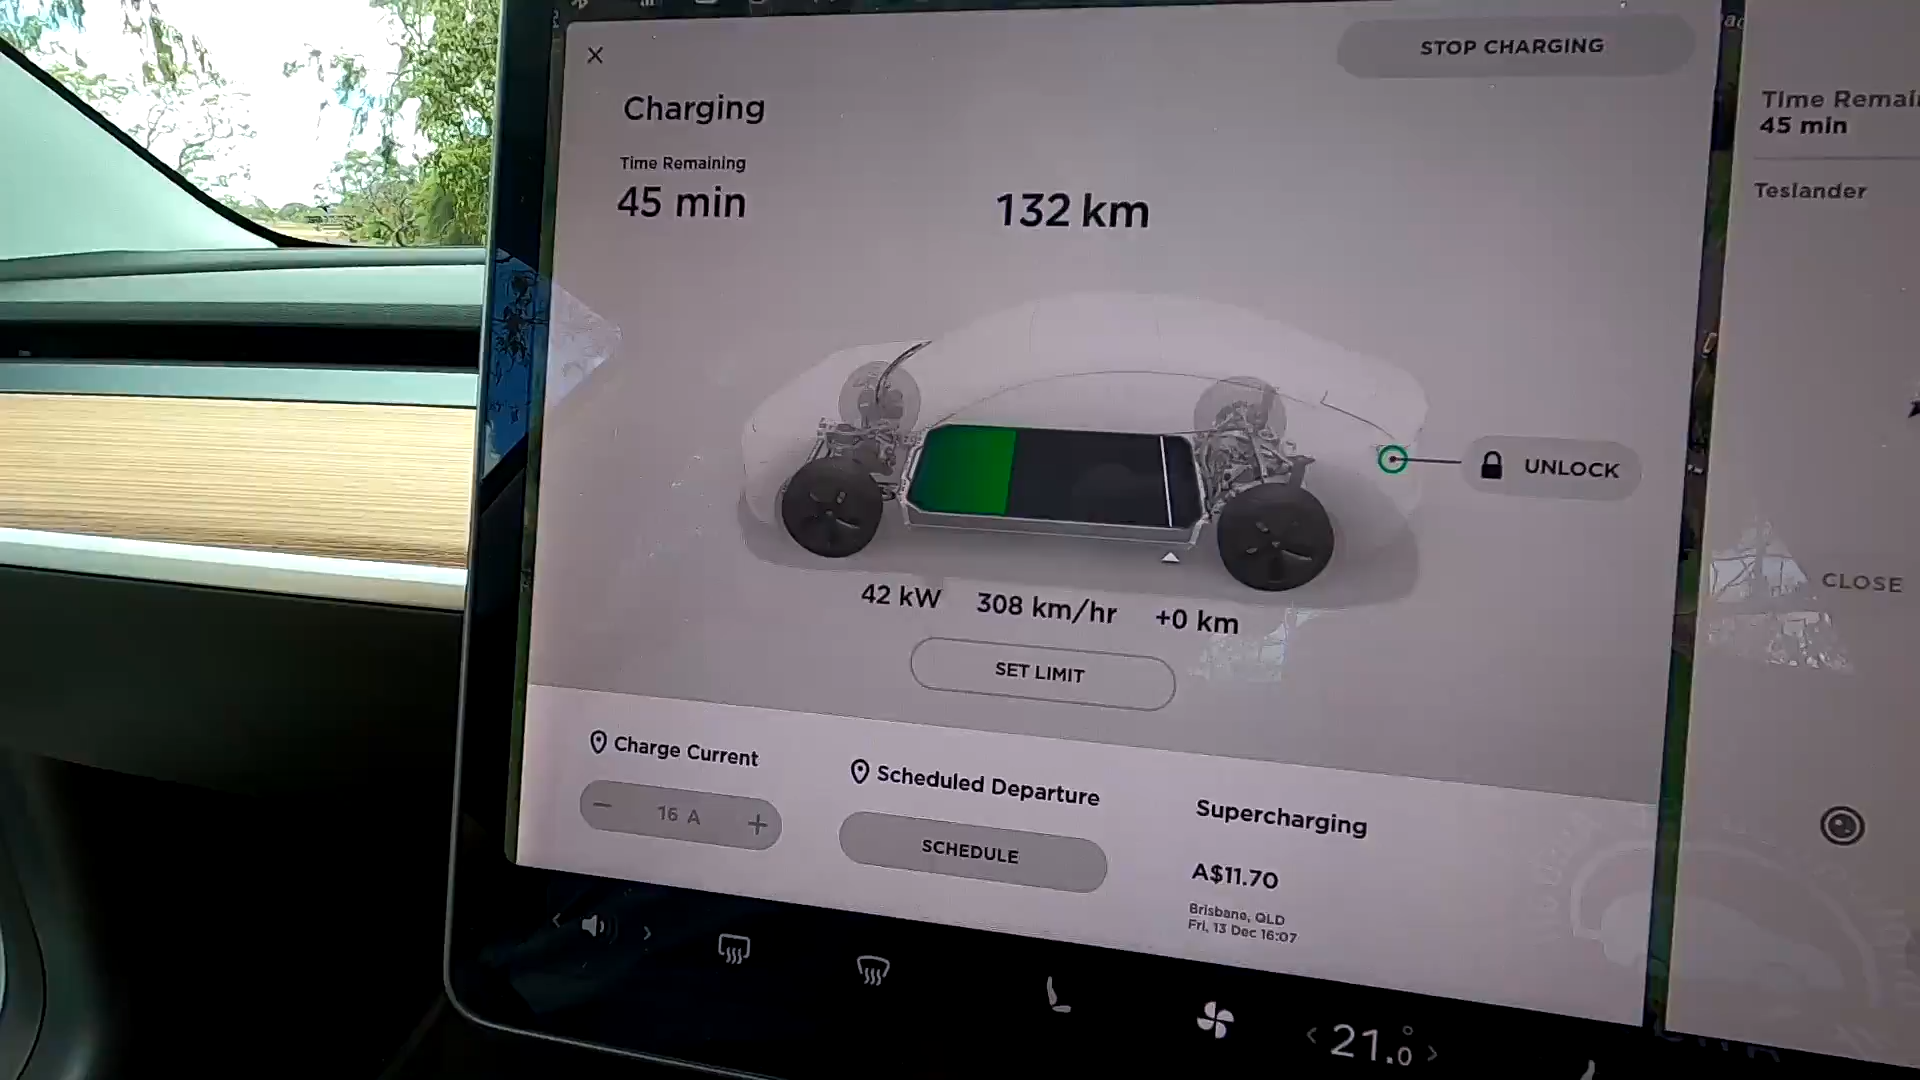 STOP CHARGING
Charging
Time Remaining
45 min
132 km
UNLOCK
42 kW 308 km/hr +0 km
SET LIMIT
Charge Current
− 16 A +
Scheduled Departure
SCHEDULE
Supercharging
A$11.70
Brisbane, QLD
Fri, 13 Dec 16:07
< >
< 21.0° >
Time Remain
45 min
Teslander
CLOSE